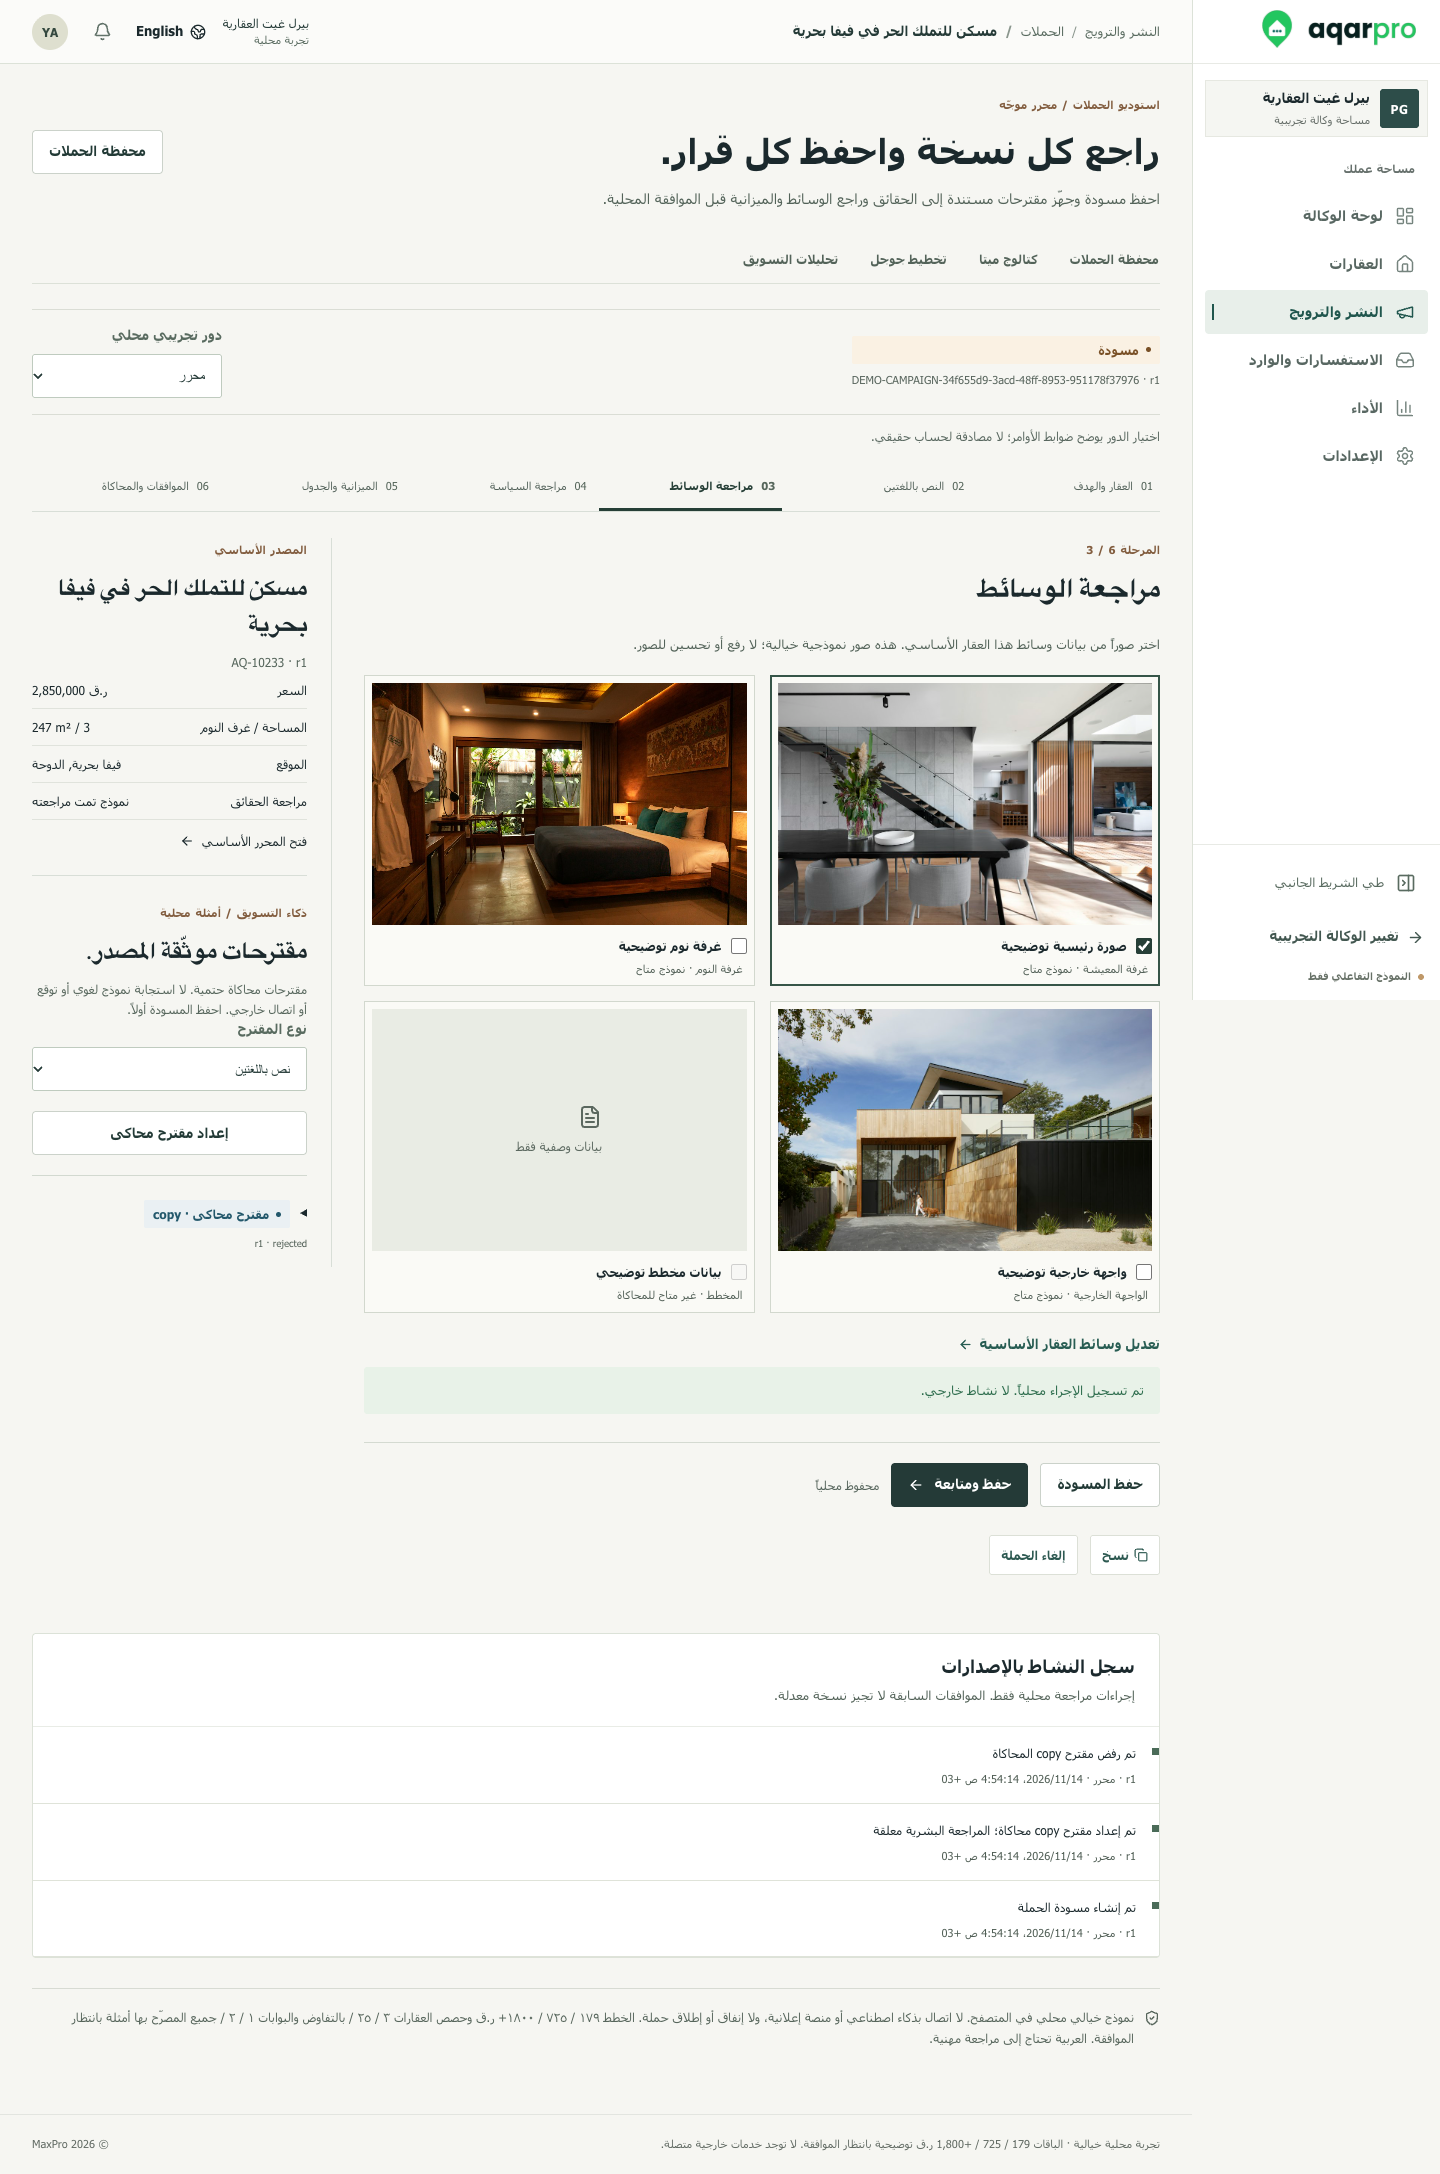 aqarpro
PG
بيرل غيت العقارية
مساحة وكالة تجريبية
مساحة عملك
لوحة الوكالة
العقارات
النشر والترويج
الاستفسارات والوارد
الأداء
الإعدادات
طي الشريط الجانبي
تغيير الوكالة التجريبية
النموذج التفاعلي فقط
النشر والترويج / الحملات / مسكن للتملك الحر في فيفا بحرية
بيرل غيت العقارية
تجربة محلية
English
YA
استوديو الحملات / محرر موجّه
راجع كل نسخة واحفظ كل قرار.
احفظ مسودة وجهّز مقترحات مستندة إلى الحقائق وراجع الوسائط والميزانية قبل الموافقة المحلية.
محفظة الحملات
محفظة الحملات
كتالوج ميتا
تخطيط جوجل
تحليلات التسويق
مسودة
DEMO-CAMPAIGN-34f655d9-3acd-48ff-8953-951178f37976 · r1
دور تجريبي محلي
محرر
اختيار الدور يوضح ضوابط الأوامر؛ لا مصادقة لحساب حقيقي.
01 العقار والهدف
02 النص باللغتين
03 مراجعة الوسائط
04 مراجعة السياسة
05 الميزانية والجدول
06 الموافقات والمحاكاة
المرحلة 6 / 3
مراجعة الوسائط
اختر صوراً من بيانات وسائط هذا العقار الأساسي. هذه صور نموذجية خيالية؛ لا رفع أو تحسين للصور.
صورة رئيسية توضيحية
غرفة المعيشة · نموذج متاح
غرفة نوم توضيحية
غرفة النوم · نموذج متاح
واجهة خارجية توضيحية
الواجهة الخارجية · نموذج متاح
بيانات وصفية فقط
بيانات مخطط توضيحي
المخطط · غير متاح للمحاكاة
تعديل وسائط العقار الأساسية
تم تسجيل الإجراء محلياً. لا نشاط خارجي.
حفظ المسودة
حفظ ومتابعة
محفوظ محلياً
نسخ
إلغاء الحملة
المصدر الأساسي
مسكن للتملك الحر في فيفا
بحرية
AQ-10233 · r1
السعر
2,850,000 ر.ق
المساحة / غرف النوم
247 m² / 3
الموقع
فيفا بحرية, الدوحة
مراجعة الحقائق
نموذج تمت مراجعته
فتح المحرر الأساسي
ذكاء التسويق / أمثلة محلية
مقترحات موثّقة المصدر.
مقترحات محاكاة حتمية. لا استجابة نموذج لغوي أو توقع
أو اتصال خارجي. احفظ المسودة أولاً.
نوع المقترح
نص باللغتين
إعداد مقترح محاكى
مقترح محاكى · copy
r1 · rejected
سجل النشاط بالإصدارات
إجراءات مراجعة محلية فقط. الموافقات السابقة لا تجيز نسخة معدلة.
تم رفض مقترح copy المحاكاة
r1 · محرر · 2026/11/14، 4:54:14 ص +03
تم إعداد مقترح copy محاكاة؛ المراجعة البشرية معلقة
r1 · محرر · 2026/11/14، 4:54:14 ص +03
تم إنشاء مسودة الحملة
r1 · محرر · 2026/11/14، 4:54:14 ص +03
نموذج خيالي محلي في المتصفح. لا اتصال بذكاء اصطناعي أو منصة إعلانية، ولا إنفاق أو إطلاق حملة. الخطط ١٧٩ / ٧٢٥ / ١٨٠٠+ ر.ق وحصص العقارات ٣ / ٢٥ / بالتفاوض والبوابات ١ / ٢ / جميع المصرّح بها أمثلة بانتظار
الموافقة. العربية تحتاج إلى مراجعة مهنية.
تجربة محلية خيالية · الباقات 179 / 725 / +1,800 ر.ق توضيحية بانتظار الموافقة. لا توجد خدمات خارجية متصلة.
© 2026 MaxPro